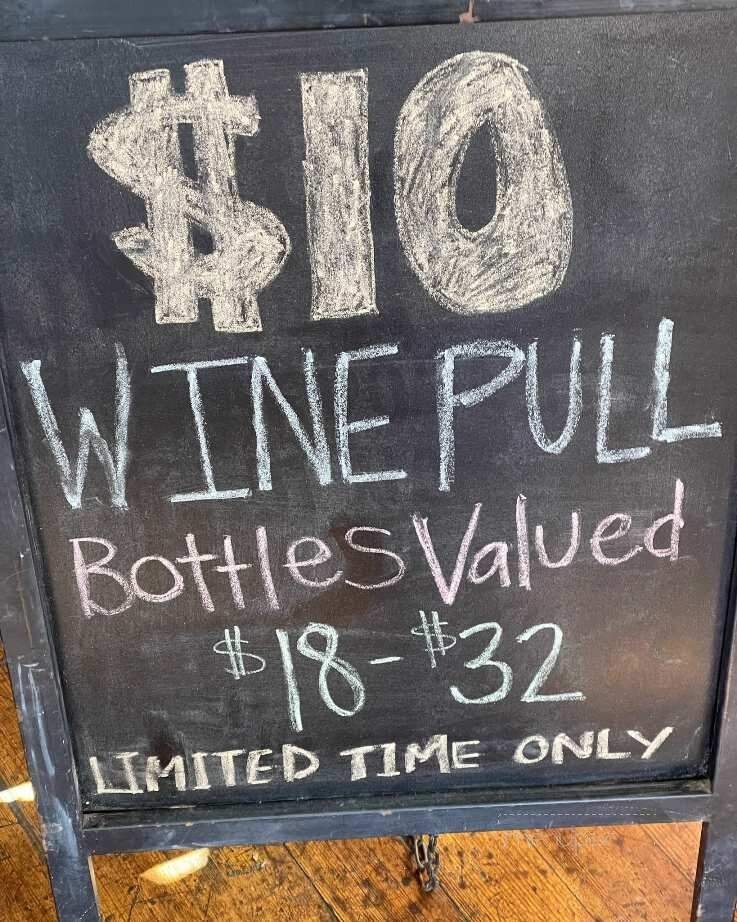 $10
WINE PULL
Bottles Valued
$18-$32
LIMITED TIME ONLY